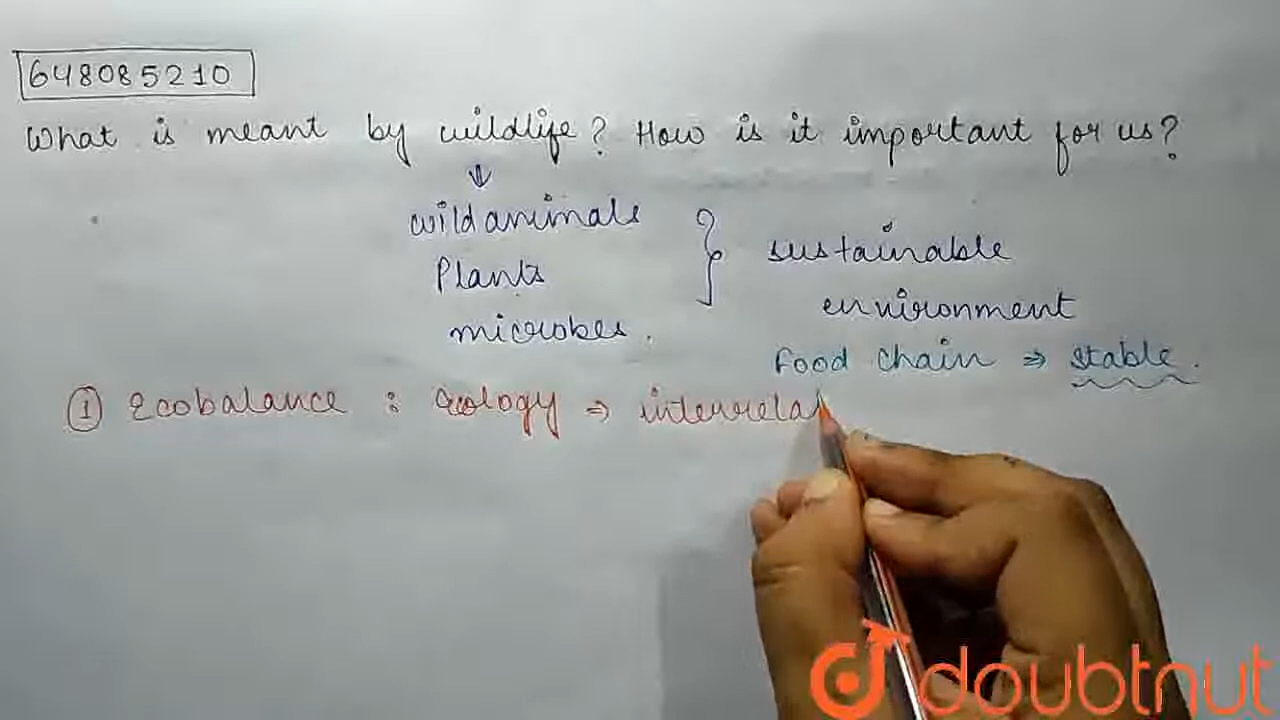 648085210
What is meant by wildlife? How is it important for us?
↓
wild animals
Plants
microbes.
} sustainable
environment
Food chain ⇒ stable.
① Ecobalance : ecology ⇒ interrelat
doubtnut